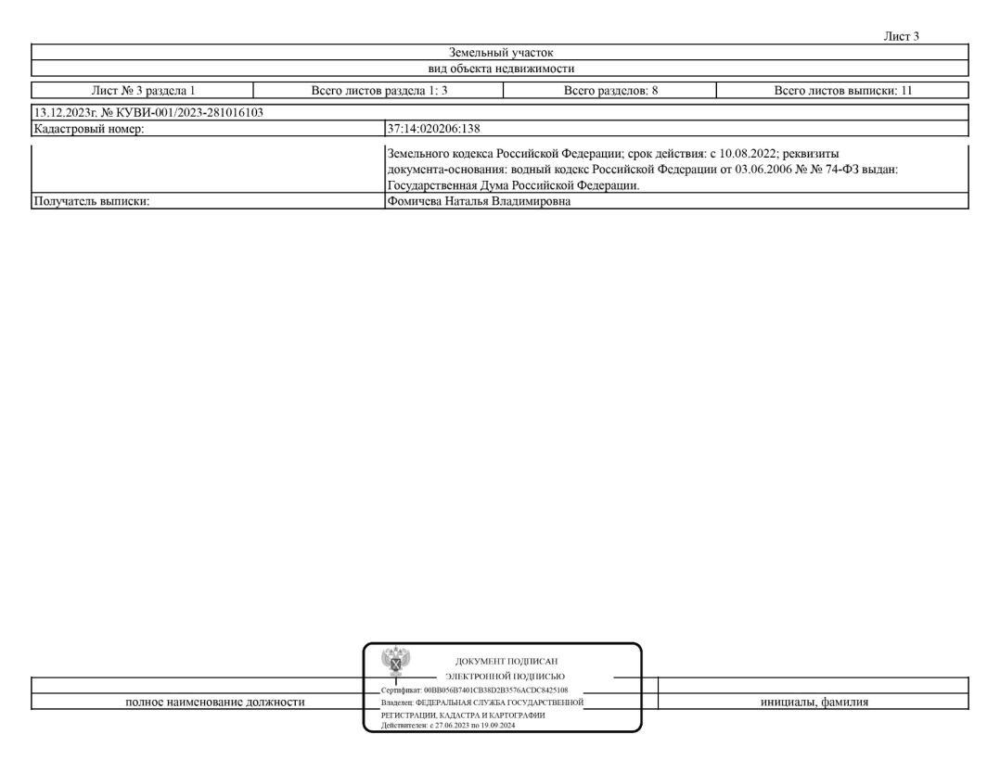 Лист 3
Земельный участок
вид объекта недвижимости
Лист № 3 раздела 1 Всего листов раздела 1: 3 Всего разделов: 8 Всего листов выписки: 11
13.12.2023г. № КУВИ-001/2023-281016103
Кадастровый номер: 37:14:020206:138
Земельного кодекса Российской Федерации; срок действия: с 10.08.2022; реквизиты
документа-основания: водный кодекс Российской Федерации от 03.06.2006 № № 74-ФЗ выдан:
Государственная Дума Российской Федерации.
Получатель выписки: Фомичева Наталья Владимировна
ДОКУМЕНТ ПОДПИСАН
ЭЛЕКТРОННОЙ ПОДПИСЬЮ
Сертификат: 00BB056B7401CB38D2B3576ACDC8425108
Владелец: ФЕДЕРАЛЬНАЯ СЛУЖБА ГОСУДАРСТВЕННОЙ
РЕГИСТРАЦИИ, КАДАСТРА И КАРТОГРАФИИ
Действителен: с 27.06.2023 по 19.09.2024
полное наименование должности инициалы, фамилия